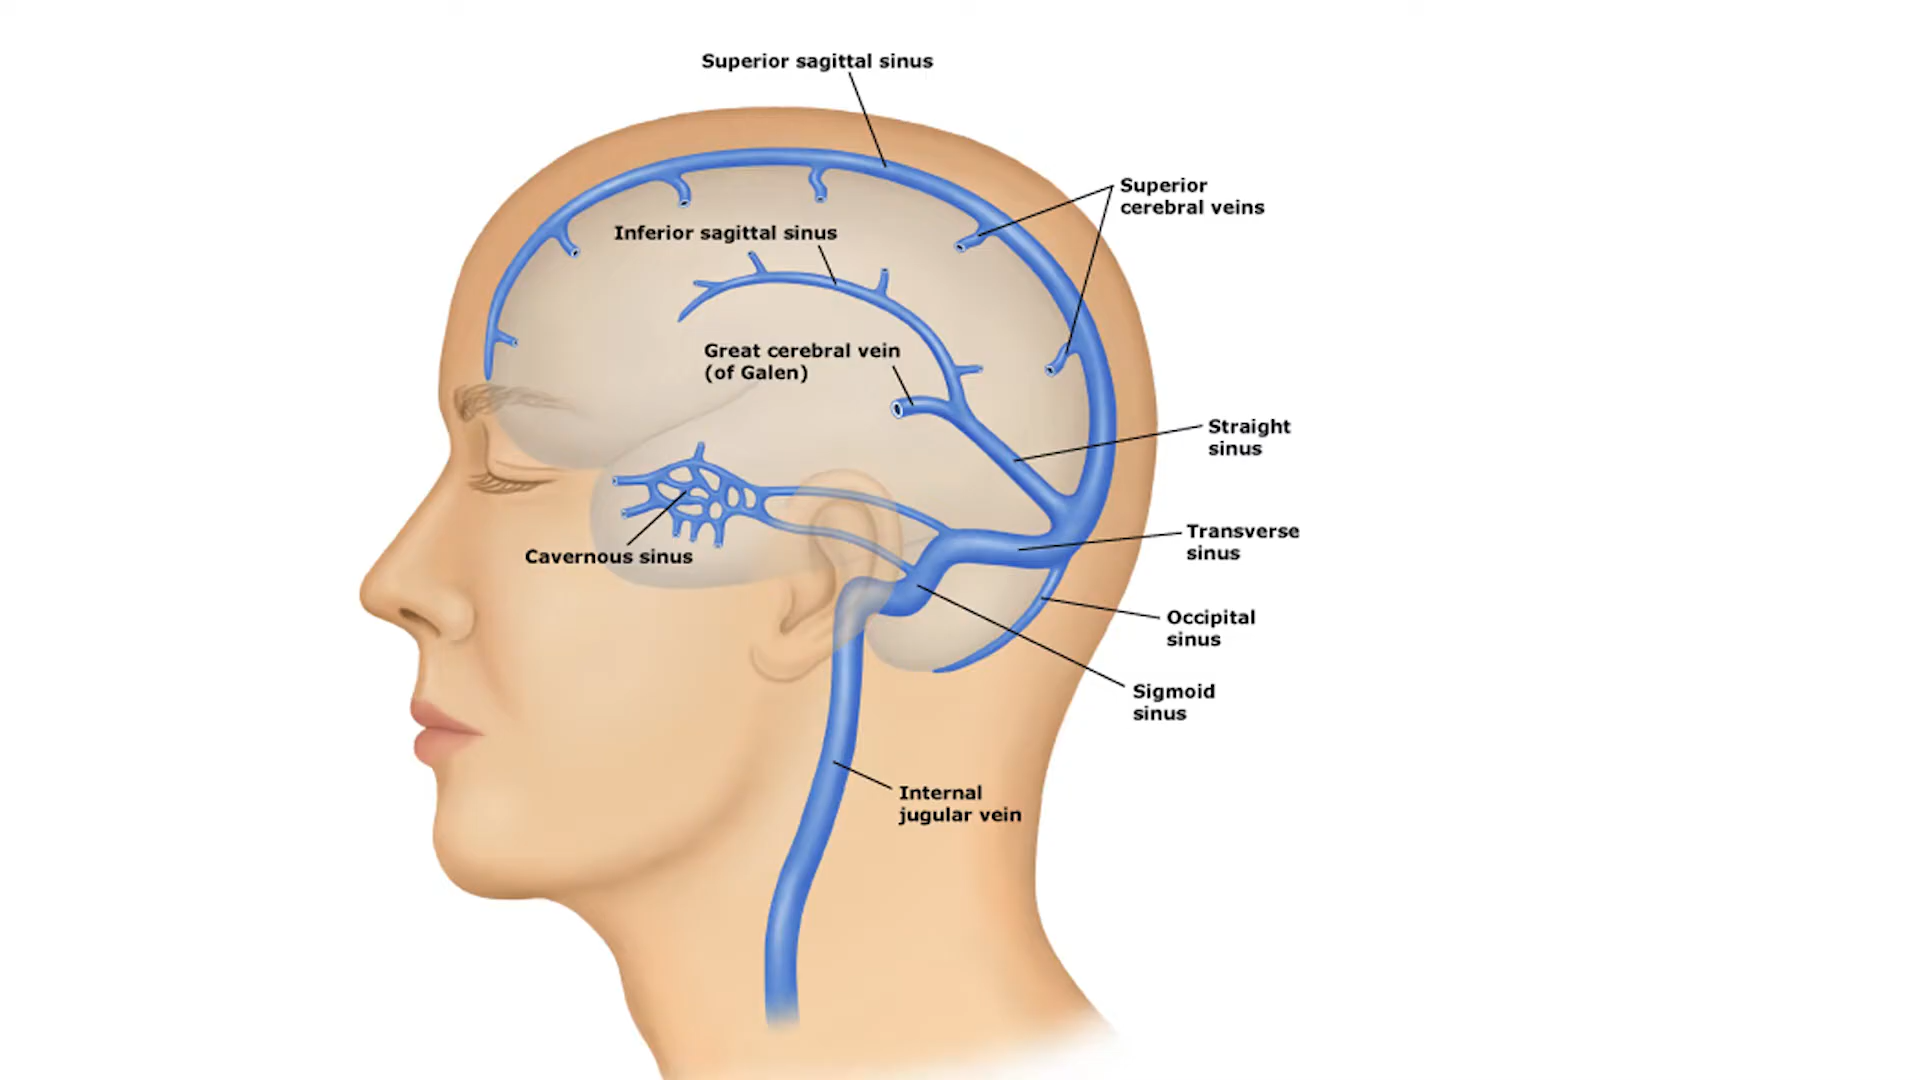 Superior sagittal sinus
Superior
cerebral veins
Inferior sagittal sinus
Great cerebral vein
(of Galen)
Straight
sinus
Transverse
sinus
Cavernous sinus
Occipital
sinus
Sigmoid
sinus
Internal
jugular vein